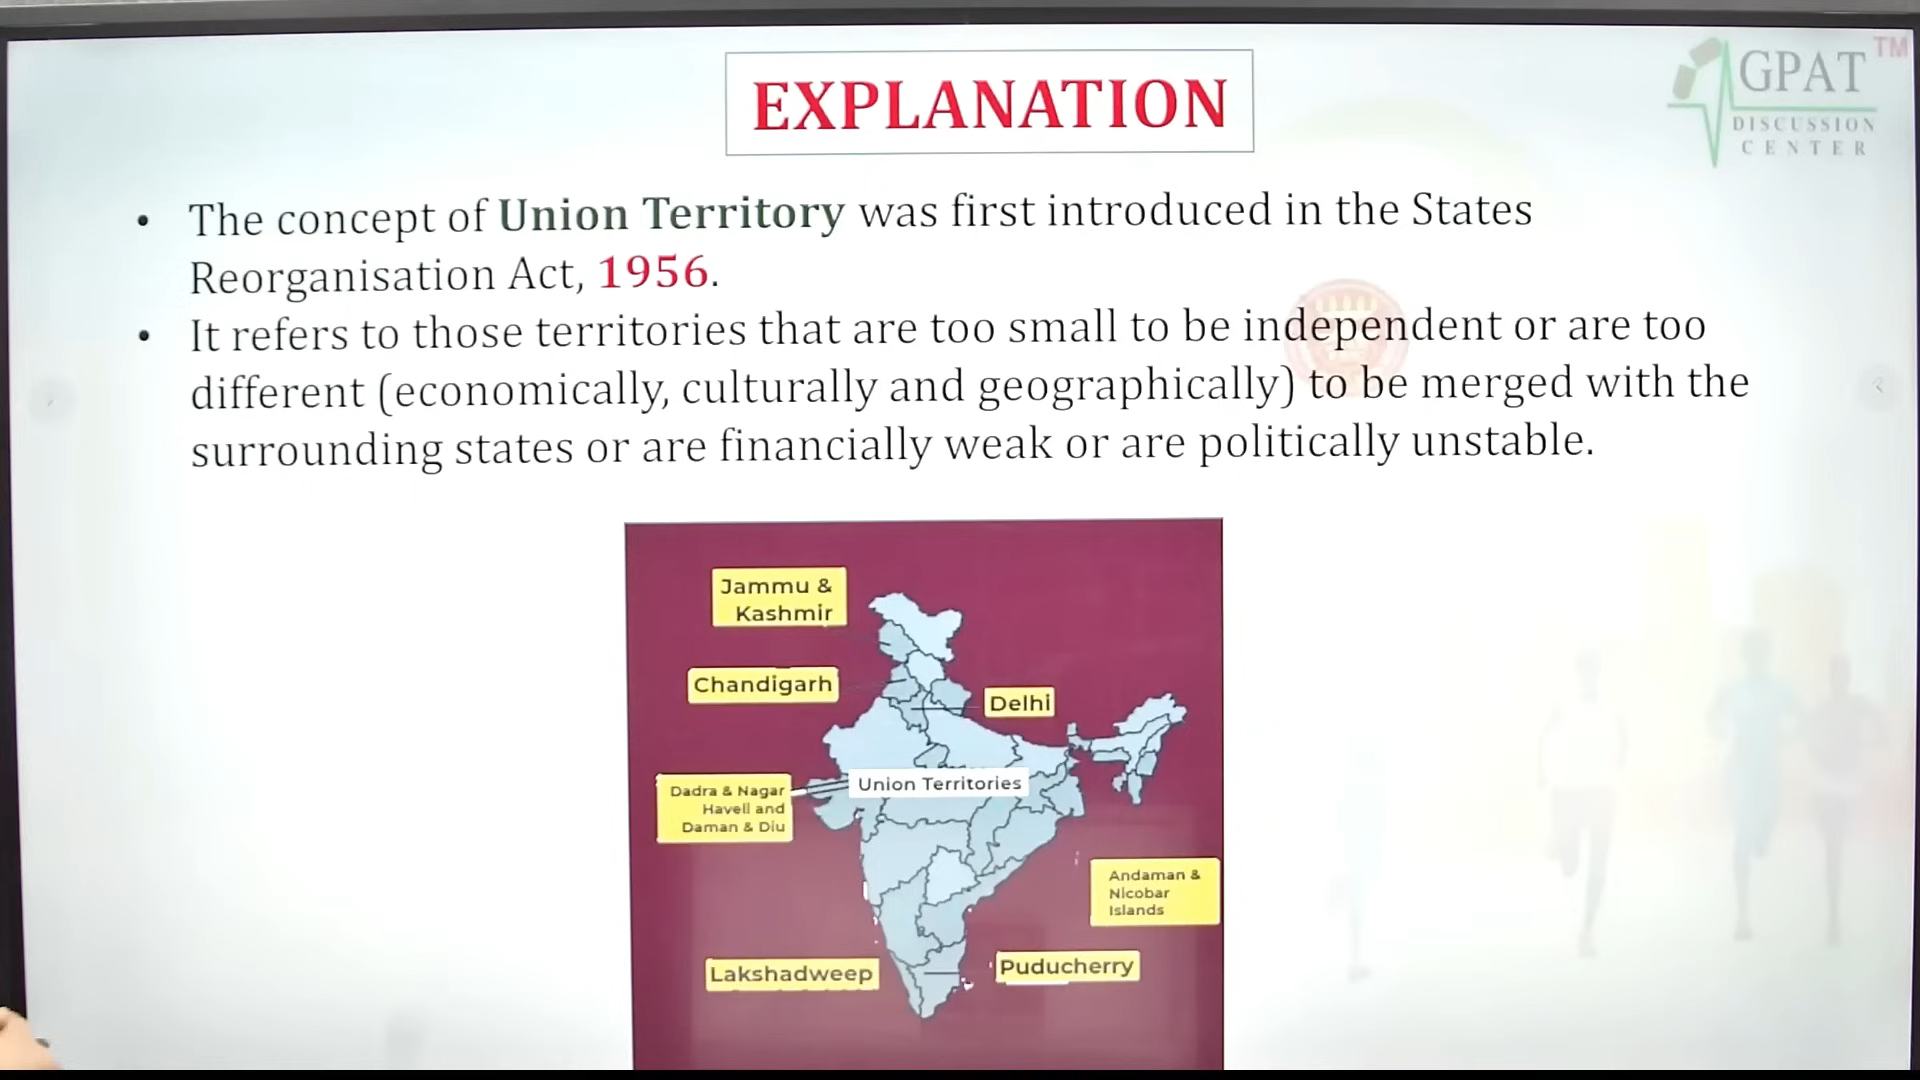 EXPLANATION
GPAT TM
DISCUSSION
CENTER
• The concept of Union Territory was first introduced in the States
Reorganisation Act, 1956.
• It refers to those territories that are too small to be independent or are too
different (economically, culturally and geographically) to be merged with the
surrounding states or are financially weak or are politically unstable.
Jammu &
Kashmir
Chandigarh
Delhi
Union Territories
Dadra & Nagar
Haveli and
Daman & Diu
Andaman &
Nicobar
Islands
Lakshadweep
Puducherry